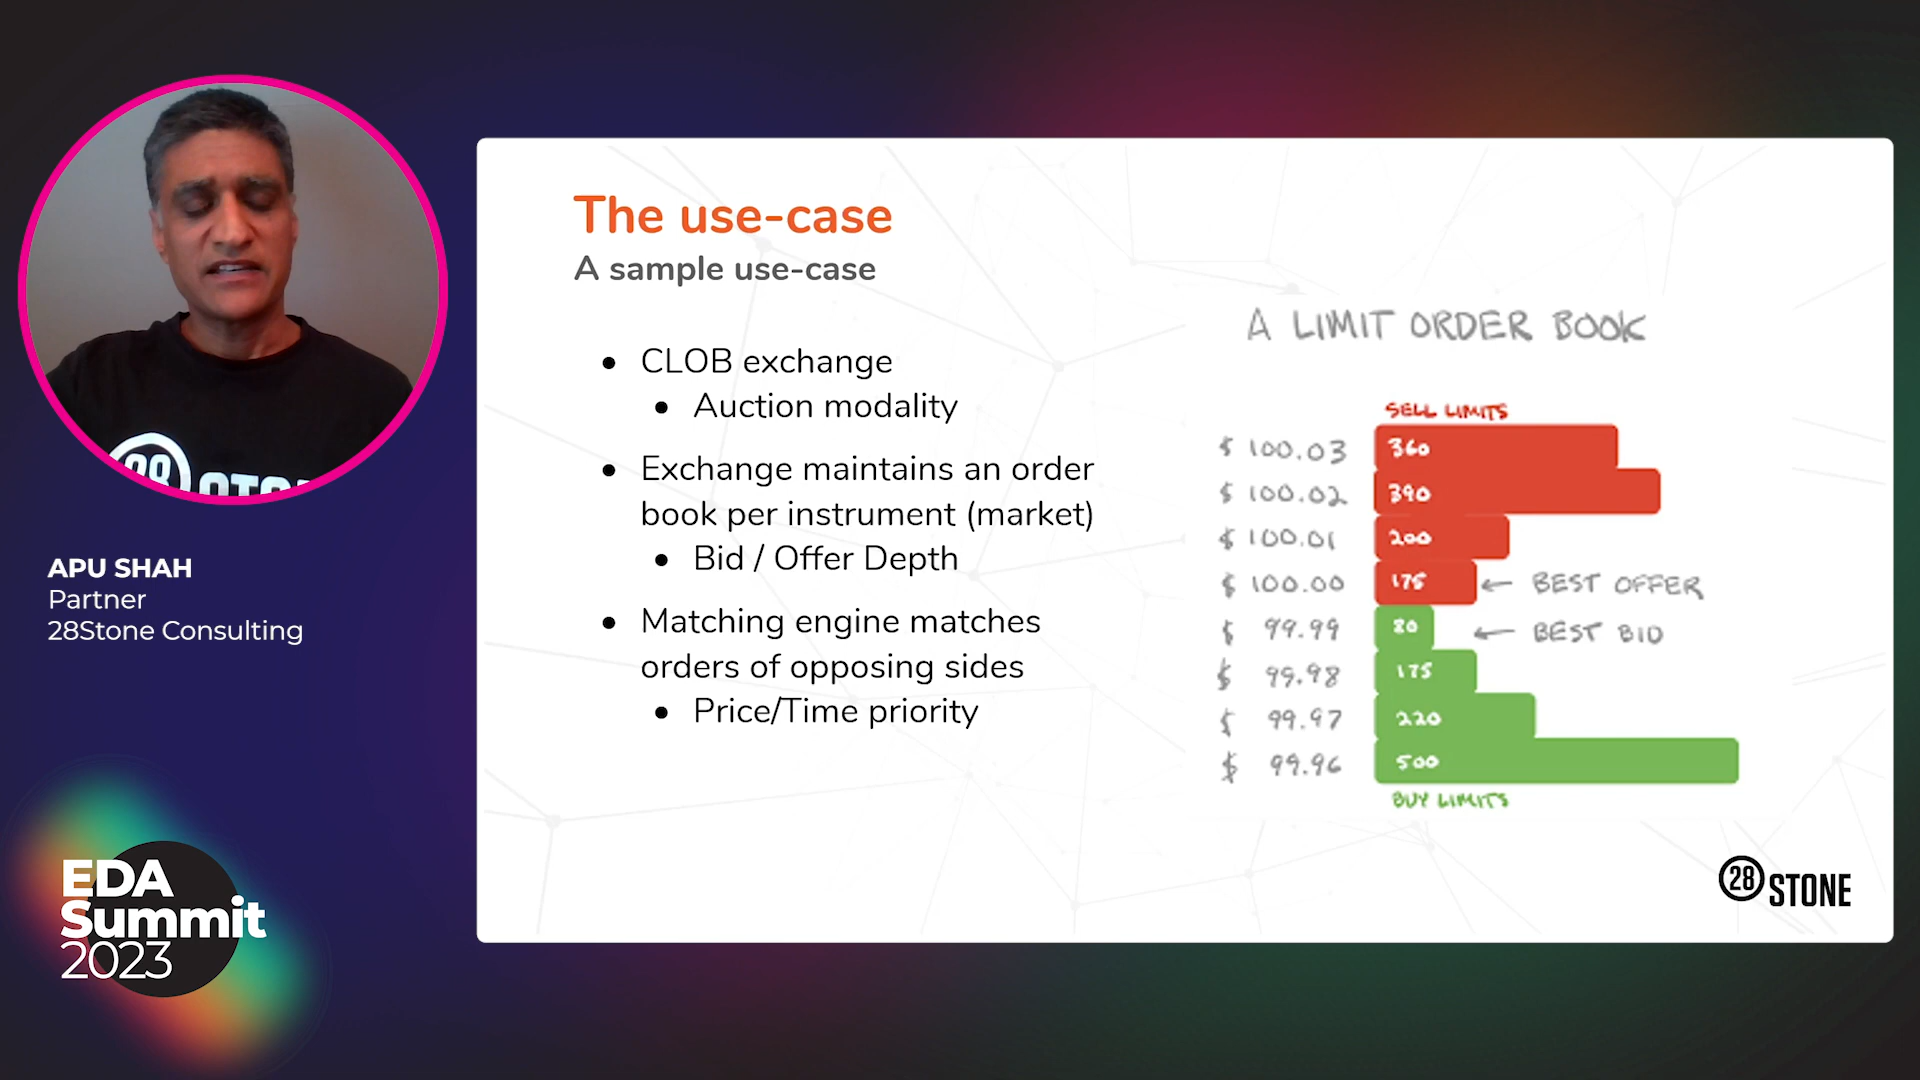 The use-case
A sample use-case
CLOB exchange
Auction modality
Exchange maintains an order
book per instrument (market)
Bid / Offer Depth
Matching engine matches
orders of opposing sides
Price/Time priority
A LIMIT ORDER BOOK
SELL LIMITS
$ 100.03 360
$ 100.02 390
$ 100.01 200
$ 100.00 175 ← BEST OFFER
$ 99.99 80 ← BEST BID
$ 99.98 175
$ 99.97 220
$ 99.96 500
BUY LIMITS
28 STONE
28
APU SHAH
Partner
28Stone Consulting
EDA
Summit
2023